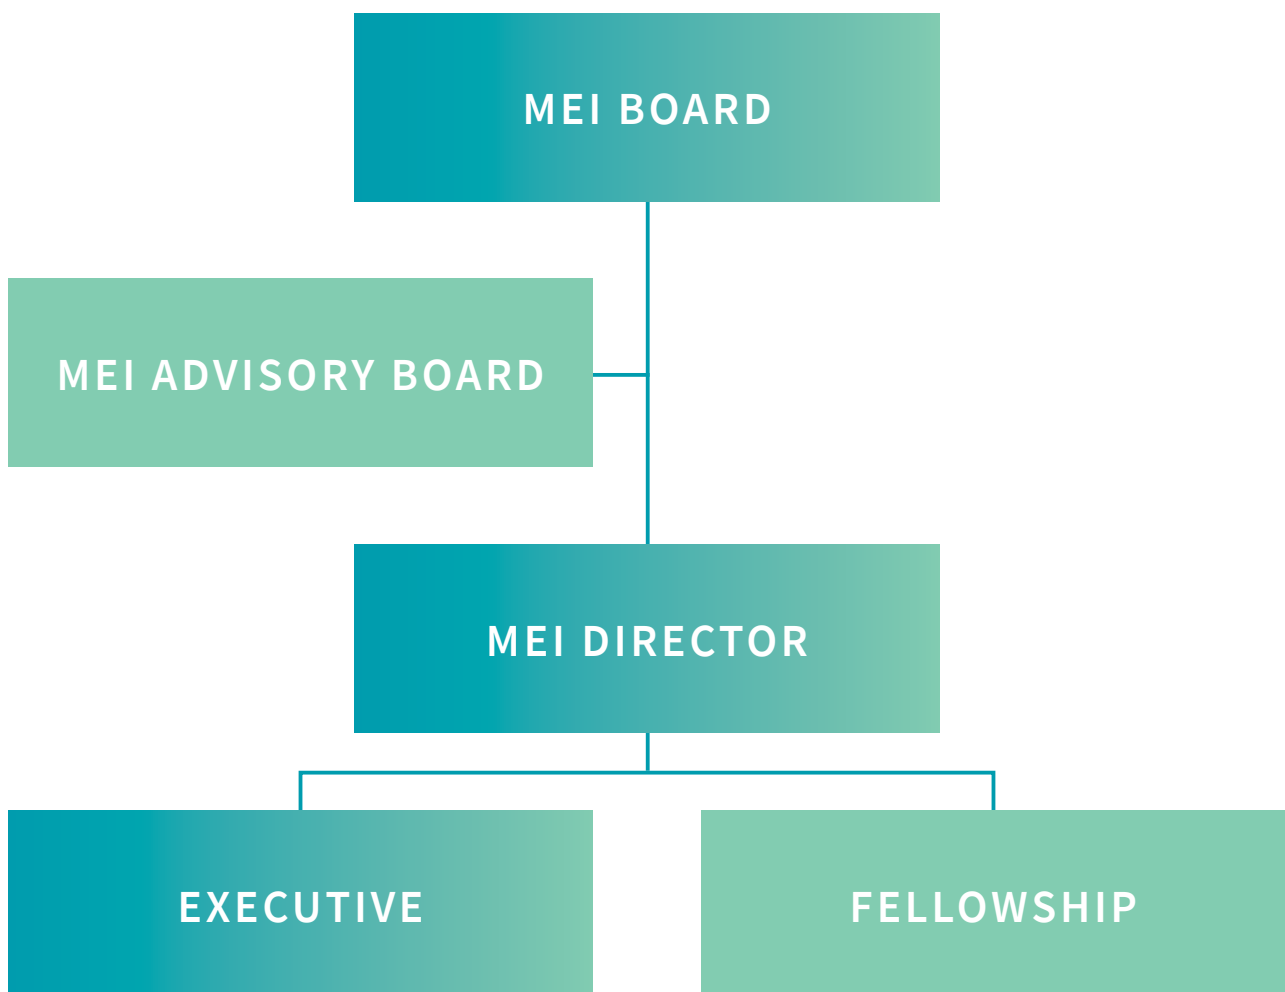 MEI BOARD
MEI ADVISORY BOARD
MEI DIRECTOR
EXECUTIVE
FELLOWSHIP